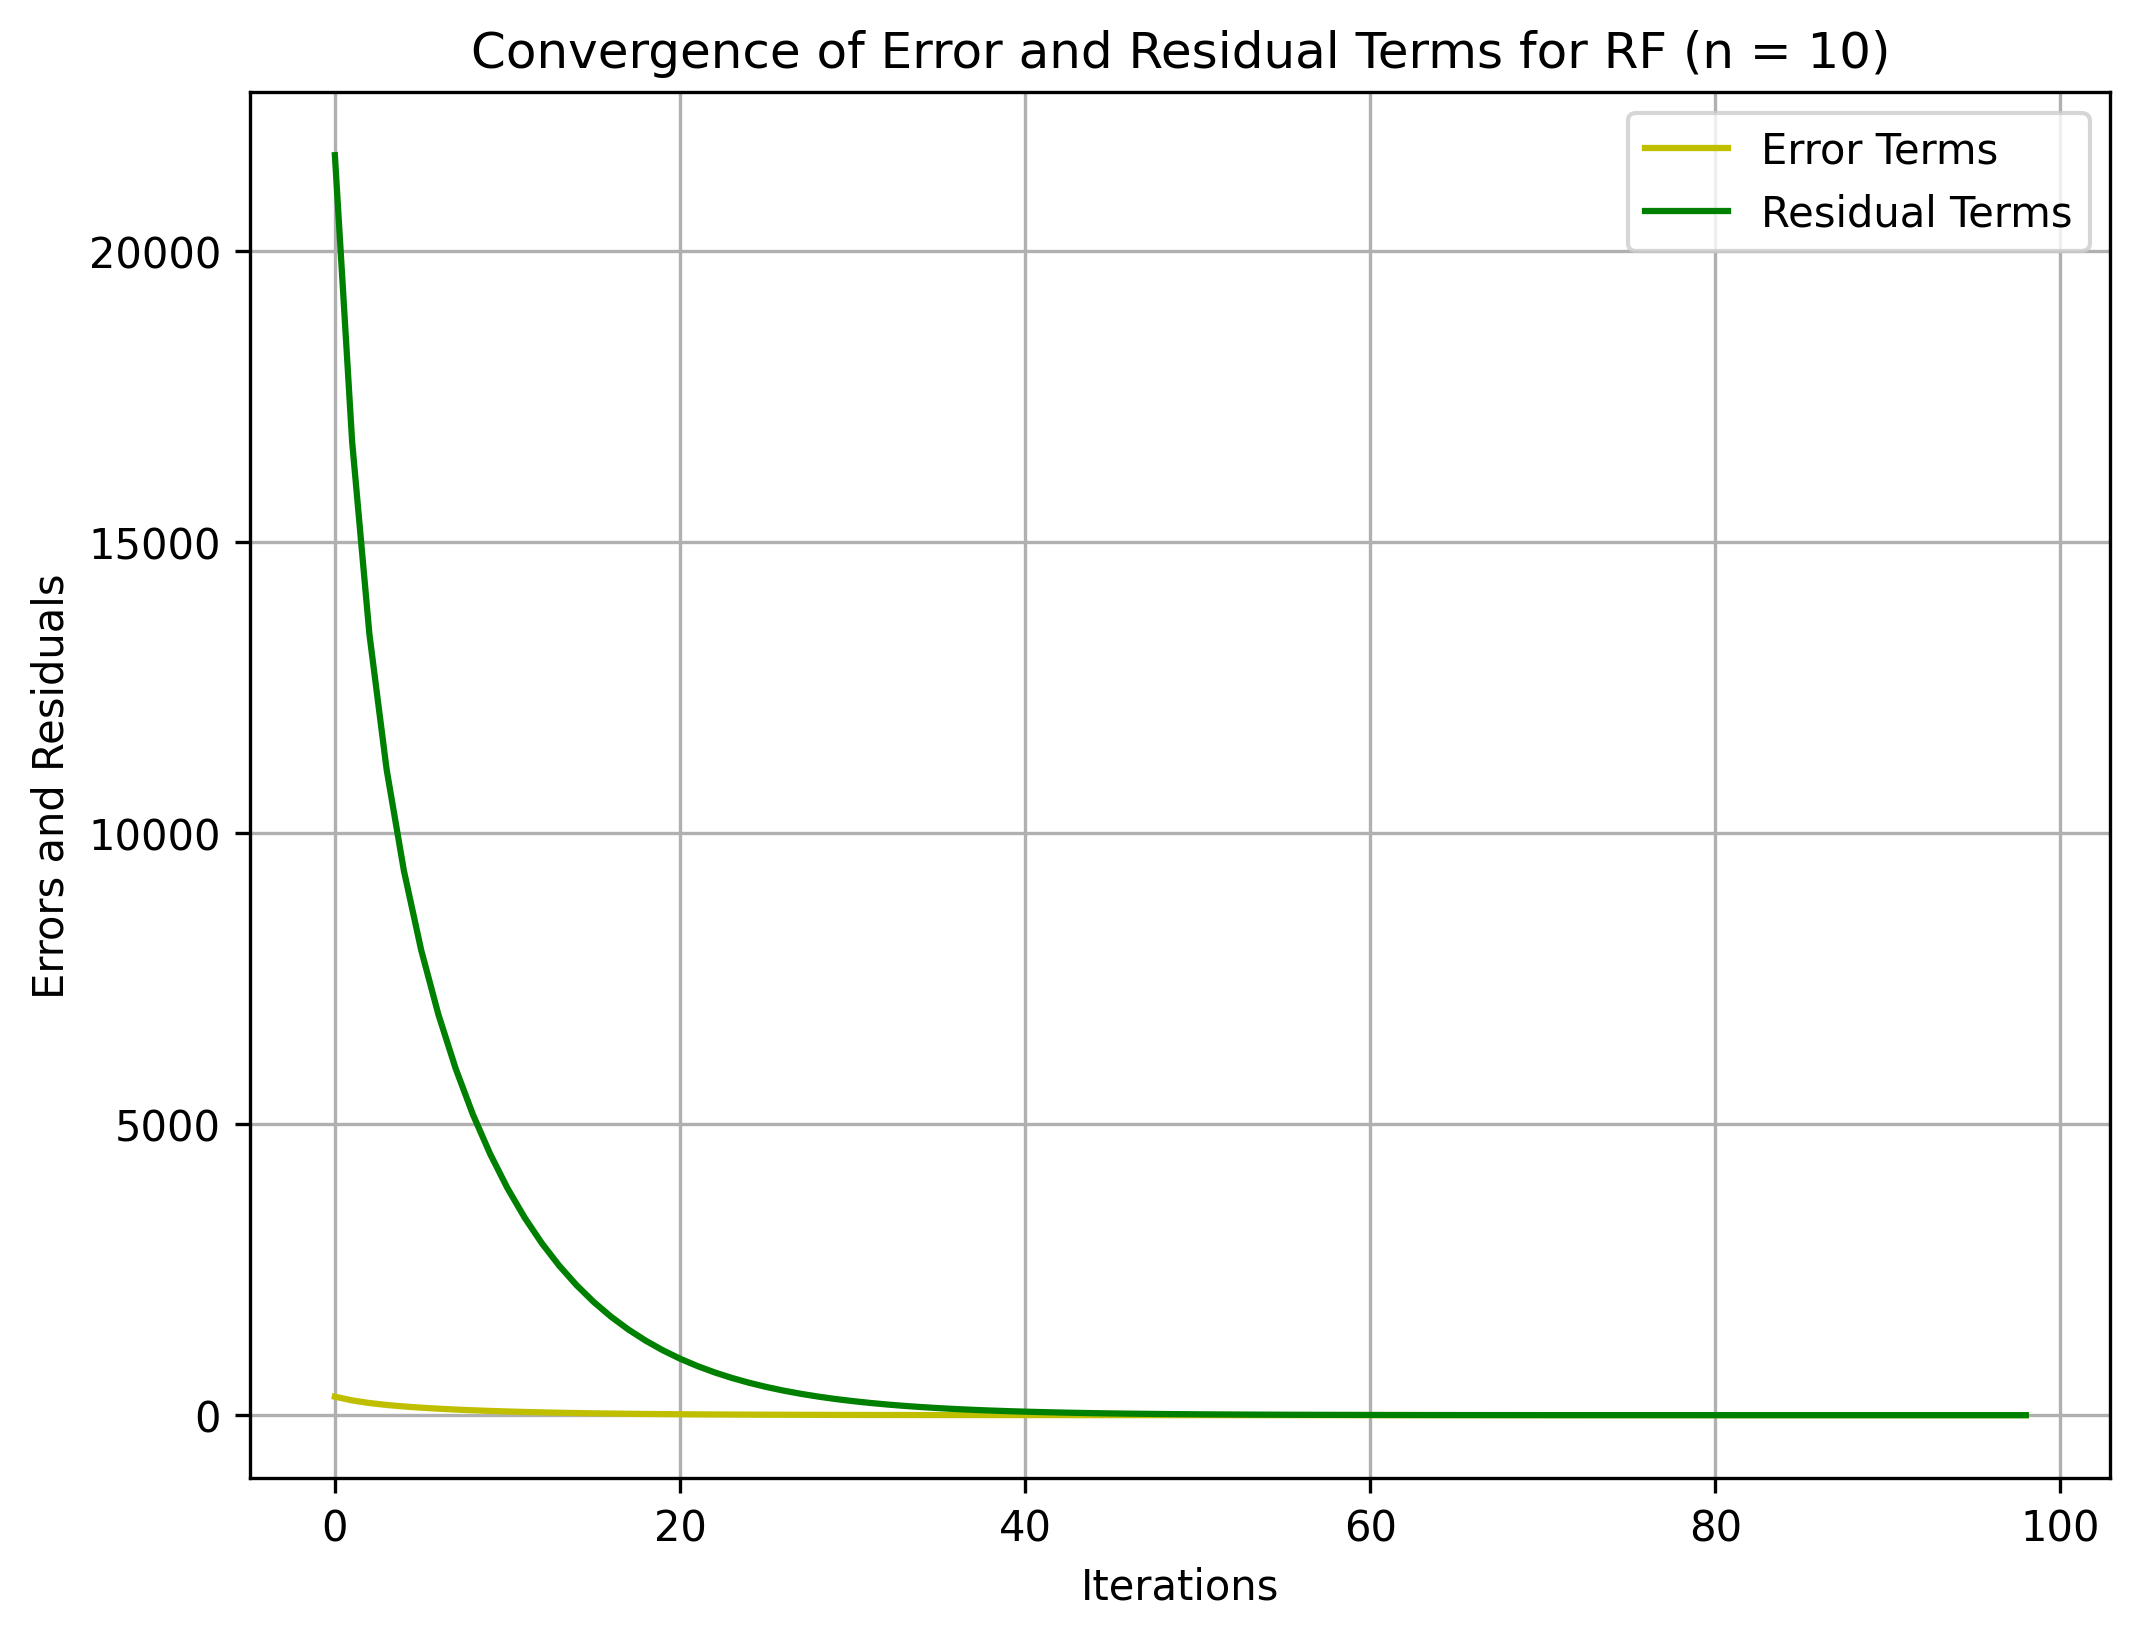 Convergence of Error and Residual Terms for RF (n = 10)
Error Terms
Residual Terms
Errors and Residuals
20000
15000
10000
5000
0
0 20 40 60 80 100
Iterations